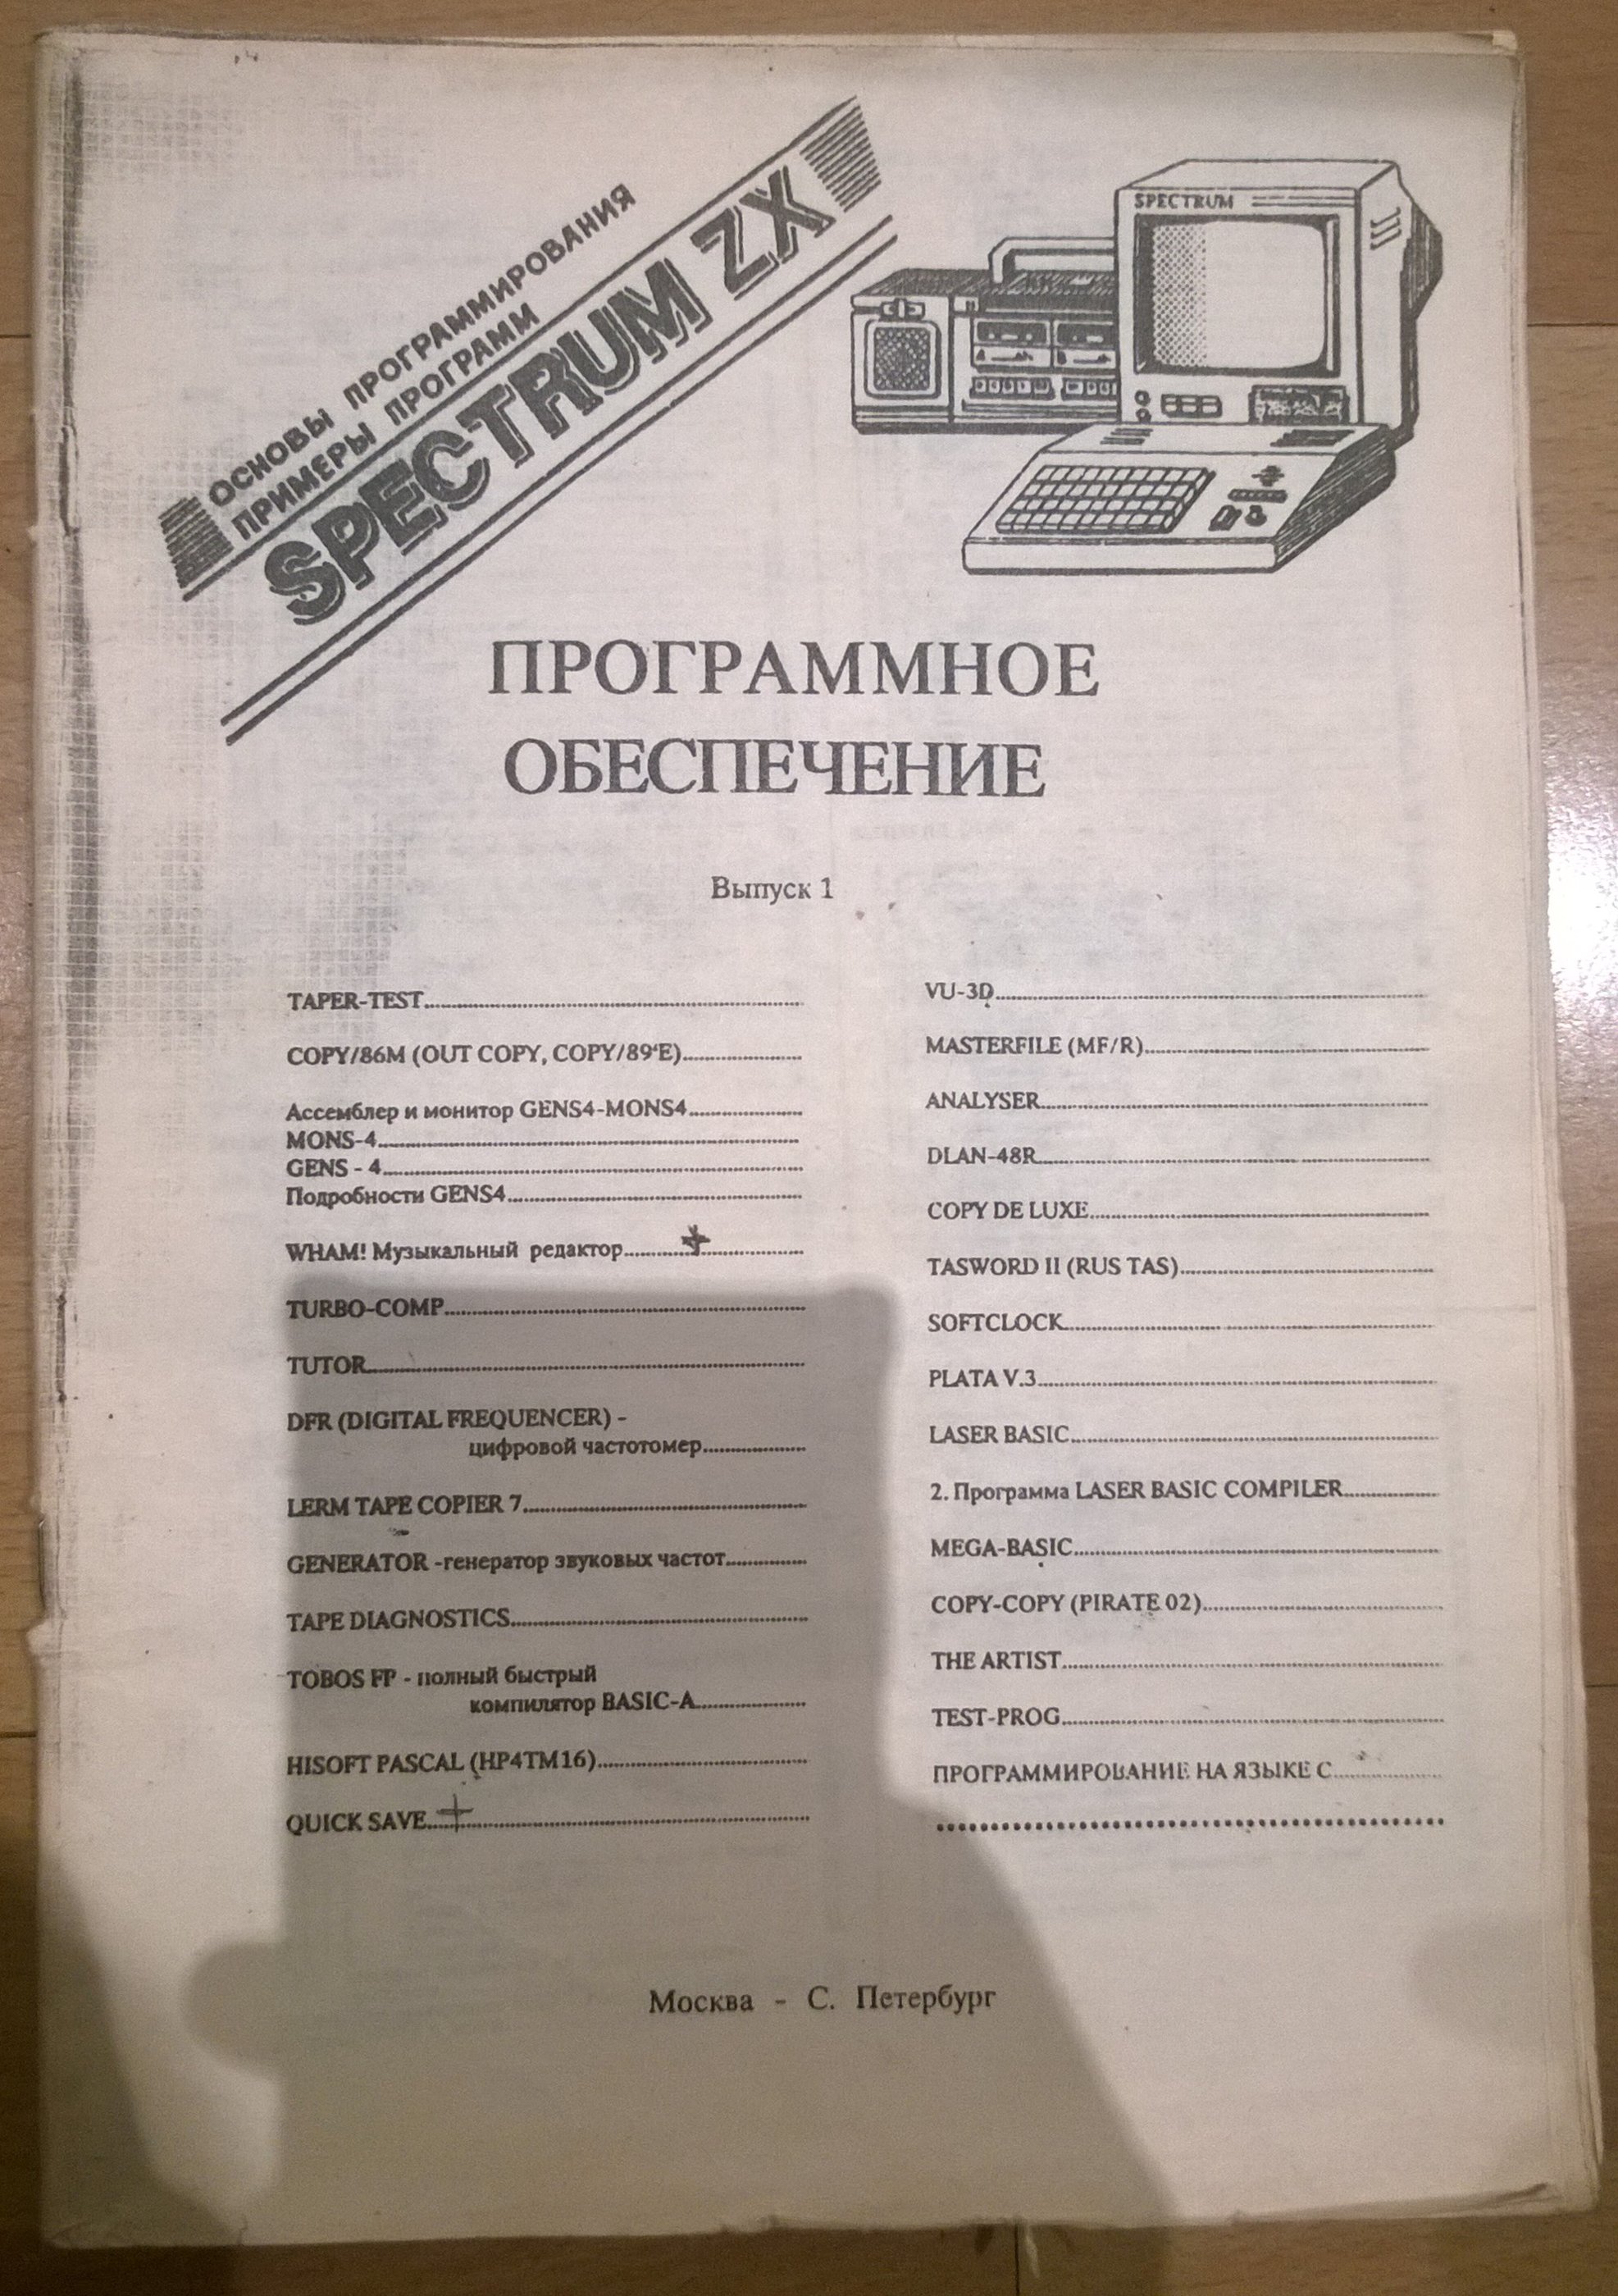 ОСНОВЫ ПРОГРАММИРОВАНИЯ
ПРИМЕРЫ ПРОГРАММ
SPECTRUM ZX
SPECTRUM
ПРОГРАММНОЕ
ОБЕСПЕЧЕНИЕ
Выпуск 1
TAPER-TEST
COPY/86M (OUT COPY, COPY/89'E)
Ассемблер и монитор GENS4-MONS4
MONS-4
GENS - 4
Подробности GENS4
WHAM! Музыкальный редактор
TURBO-COMP
TUTOR
DFR (DIGITAL FREQUENCER) -
цифровой частотомер
LERM TAPE COPIER 7
GENERATOR -генератор звуковых частот
TAPE DIAGNOSTICS
TOBOS FP - полный быстрый
компилятор BASIC-A
HISOFT PASCAL (HP4TM16)
QUICK SAVE
VU-3D
MASTERFILE (MF/R)
ANALYSER
DLAN-48R
COPY DE LUXE
TASWORD II (RUS TAS)
SOFTCLOCK
PLATA V.3
LASER BASIC
2. Программа LASER BASIC COMPILER
MEGA-BASIC
COPY-COPY (PIRATE 02)
THE ARTIST
TEST-PROG
ПРОГРАММИРОВАНИЕ НА ЯЗЫКЕ С
Москва - С. Петербург